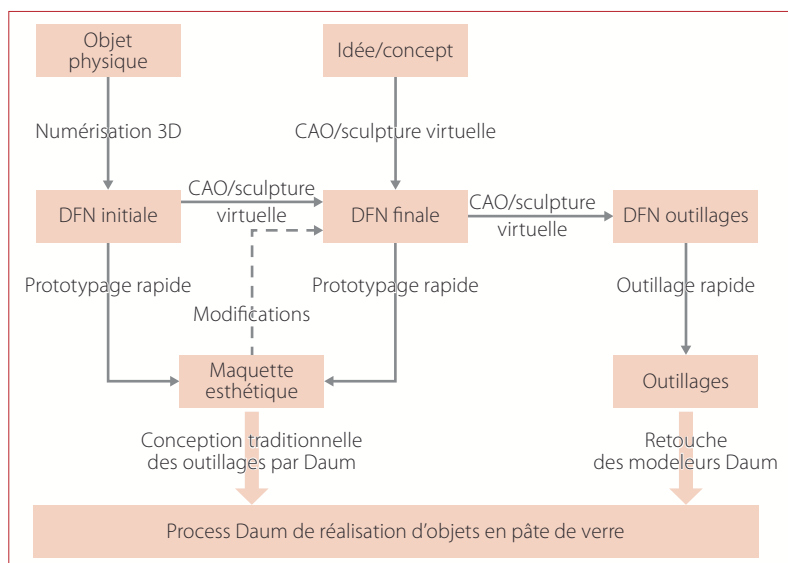 Objet
physique
Idée/concept
Numérisation 3D
CAO/sculpture virtuelle
CAO/sculpture
virtuelle
DFN initiale
DFN finale
CAO/sculpture
virtuelle
DFN outillages
Prototypage rapide
Prototypage rapide
Outillage rapide
Modifications
Maquette
esthétique
Outillages
Conception traditionnelle
des outillages par Daum
Retouche
des modeleurs Daum
Process Daum de réalisation d’objets en pâte de verre